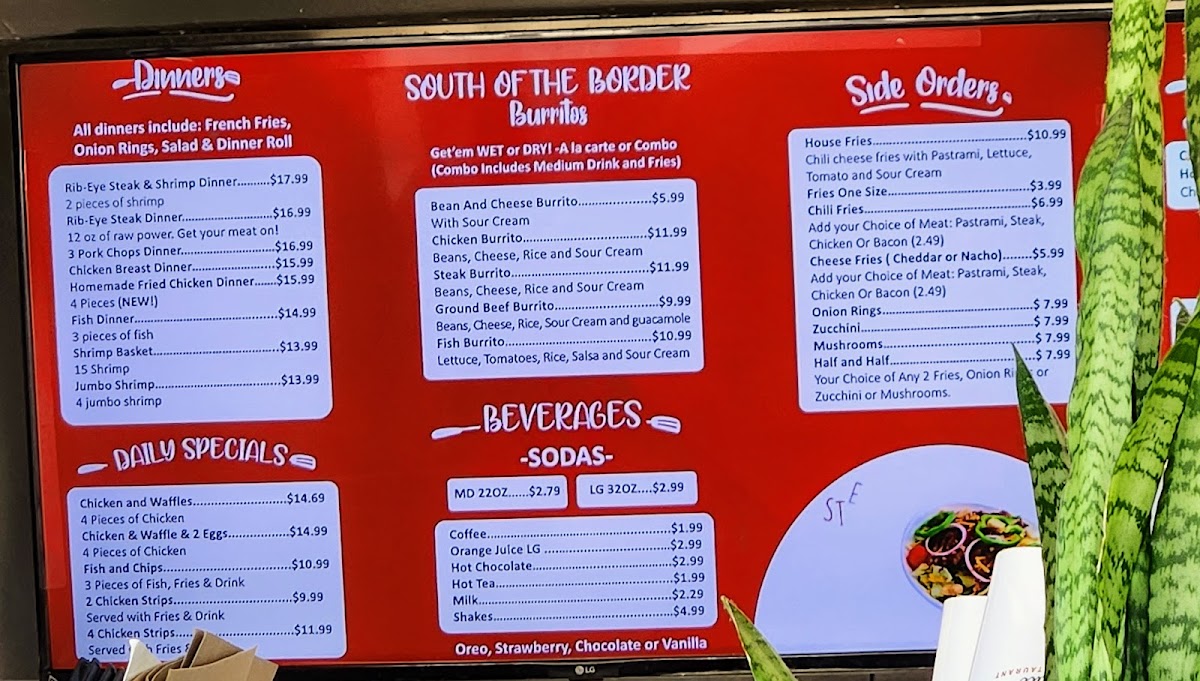 Dinners
All dinners include: French Fries,
Onion Rings, Salad & Dinner Roll
Rib-Eye Steak & Shrimp Dinner..........$17.99
2 pieces of shrimp
Rib-Eye Steak Dinner............................$16.99
12 oz of raw power. Get your meat on!
3 Pork Chops Dinner.............................$16.99
Chicken Breast Dinner..........................$15.99
Homemade Fried Chicken Dinner.......$15.99
4 Pieces (NEW!)
Fish Dinner............................................$14.99
3 pieces of fish
Shrimp Basket.......................................$13.99
15 Shrimp
Jumbo Shrimp.......................................$13.99
4 jumbo shrimp
DAILY SPECIALS
Chicken and Waffles.............................$14.69
4 Pieces of Chicken
Chicken & Waffle & 2 Eggs...................$14.99
4 Pieces of Chicken
Fish and Chips.......................................$10.99
3 Pieces of Fish, Fries & Drink
2 Chicken Strips.....................................$9.99
Served with Fries & Drink
4 Chicken Strips...................................$11.99
Served with Fries &
SOUTH OF THE BORDER
Burritos
Get'em WET or DRY! -A la carte or Combo
(Combo Includes Medium Drink and Fries)
Bean And Cheese Burrito......................$5.99
With Sour Cream
Chicken Burrito.....................................$11.99
Beans, Cheese, Rice and Sour Cream
Steak Burrito.........................................$11.99
Beans, Cheese, Rice and Sour Cream
Ground Beef Burrito...............................$9.99
Beans, Cheese, Rice, Sour Cream and guacamole
Fish Burrito...........................................$10.99
Lettuce, Tomatoes, Rice, Salsa and Sour Cream
BEVERAGES
-SODAS-
MD 22OZ......$2.79
LG 32OZ....$2.99
Coffee.......................................................$1.99
Orange Juice LG ......................................$2.99
Hot Chocolate..........................................$2.99
Hot Tea.....................................................$1.99
Milk...........................................................$2.29
Shakes.......................................................$4.99
Oreo, Strawberry, Chocolate or Vanilla
Side Orders
House Fries.............................................$10.99
Chili cheese fries with Pastrami, Lettuce,
Tomato and Sour Cream
Fries One Size..........................................$3.99
Chili Fries.................................................$6.99
Add your Choice of Meat: Pastrami, Steak,
Chicken Or Bacon (2.49)
Cheese Fries ( Cheddar or Nacho)........$5.99
Add your Choice of Meat: Pastrami, Steak,
Chicken Or Bacon (2.49)
Onion Rings............................................$ 7.99
Zucchini...................................................$ 7.99
Mushrooms.............................................$ 7.99
Half and Half...........................................$ 7.99
Your Choice of Any 2 Fries, Onion or
Zucchini or Mushrooms.
STE
LG